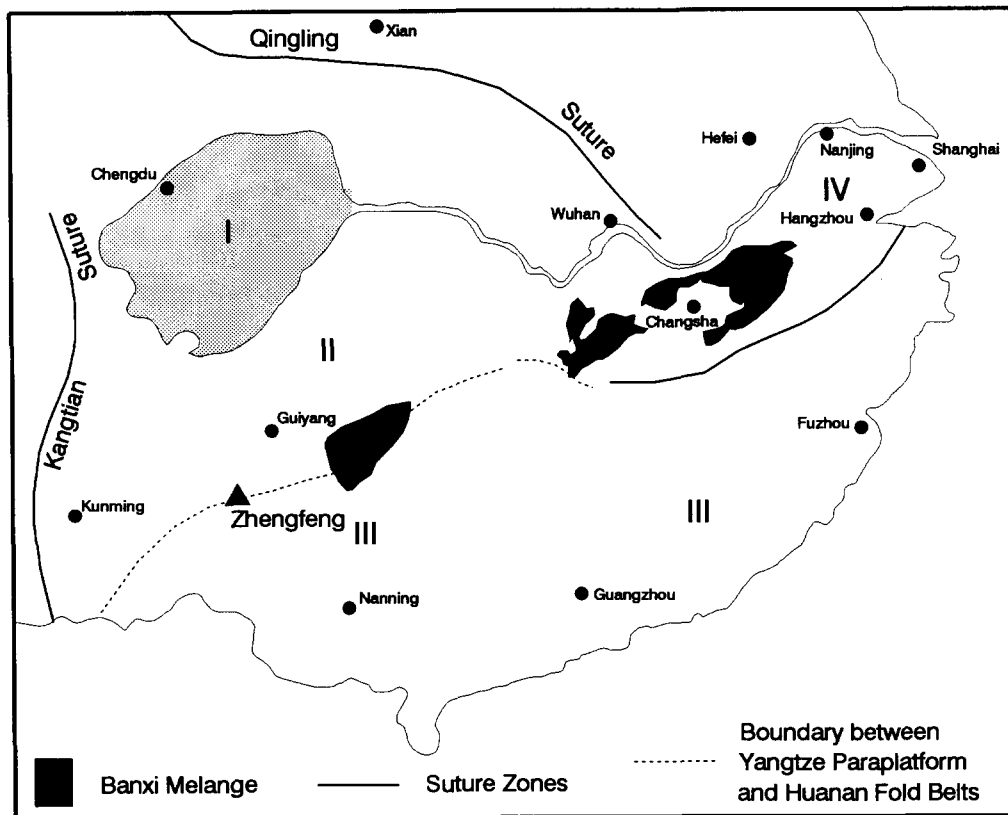 Xian
Qingling
Suture
Hefei
Nanjing
Shanghai
Chengdu
IV
Wuhan
Hangzhou
I
Suture
Changsha
II
Guiyang
Fuzhou
Kangtian
Kunming
Zhengfeng
III
III
Nanning
Guangzhou
Banxi Melange
Suture Zones
Boundary between
Yangtze Paraplatform
and Huanan Fold Belts